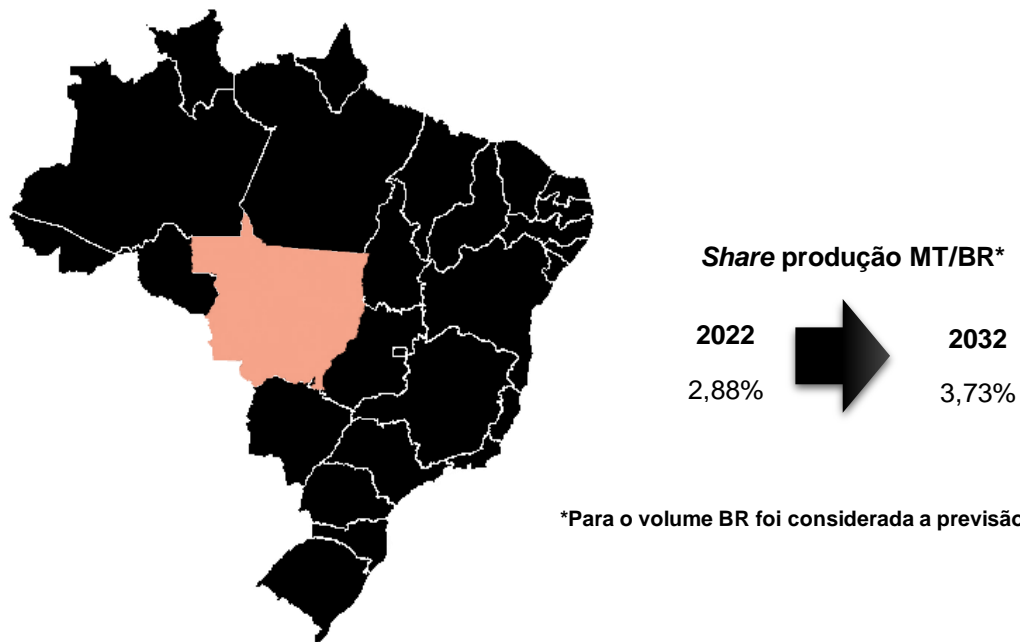 Share produção MT/BR*
2022
2032
2,88%
3,73%
*Para o volume BR foi considerada a previsão